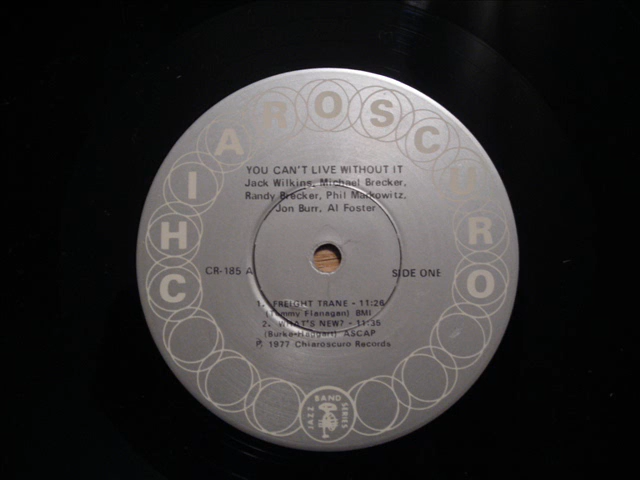 CHIAROSCURO
YOU CAN'T LIVE WITHOUT IT
Jack Wilkins, Michael Brecker,
Randy Brecker, Phil Markowitz,
Jon Burr, Al Foster
CR-185 A
SIDE ONE
1. FREIGHT TRANE - 11:26
(Tommy Flanagan) BMI
2. WHAT'S NEW? - 11:35
(Burke-Haggart) ASCAP
℗ 1977 Chiaroscuro Records
BAND
JAZZ
SERIES